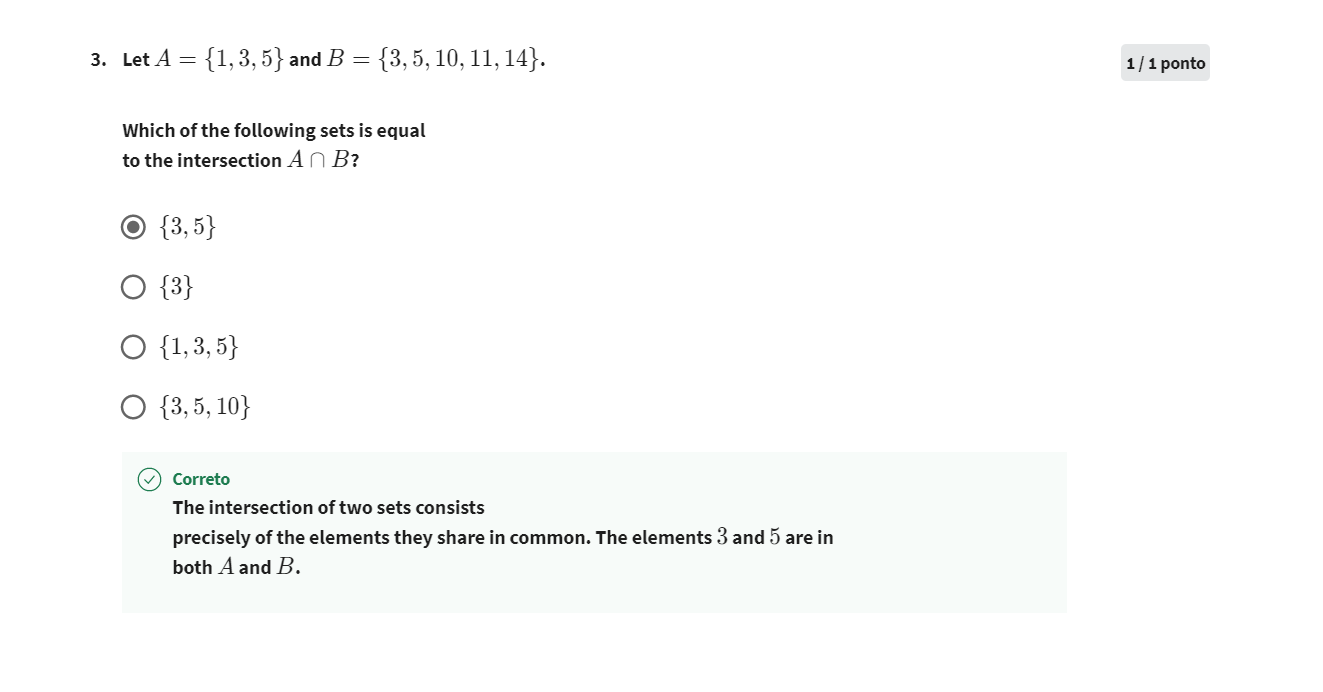 3. Let A = {1, 3, 5} and B = {3, 5, 10, 11, 14}.
1 / 1 ponto
Which of the following sets is equal
to the intersection A ∩ B?
{3, 5}
{3}
{1, 3, 5}
{3, 5, 10}
Correto
The intersection of two sets consists
precisely of the elements they share in common. The elements 3 and 5 are in
both A and B.